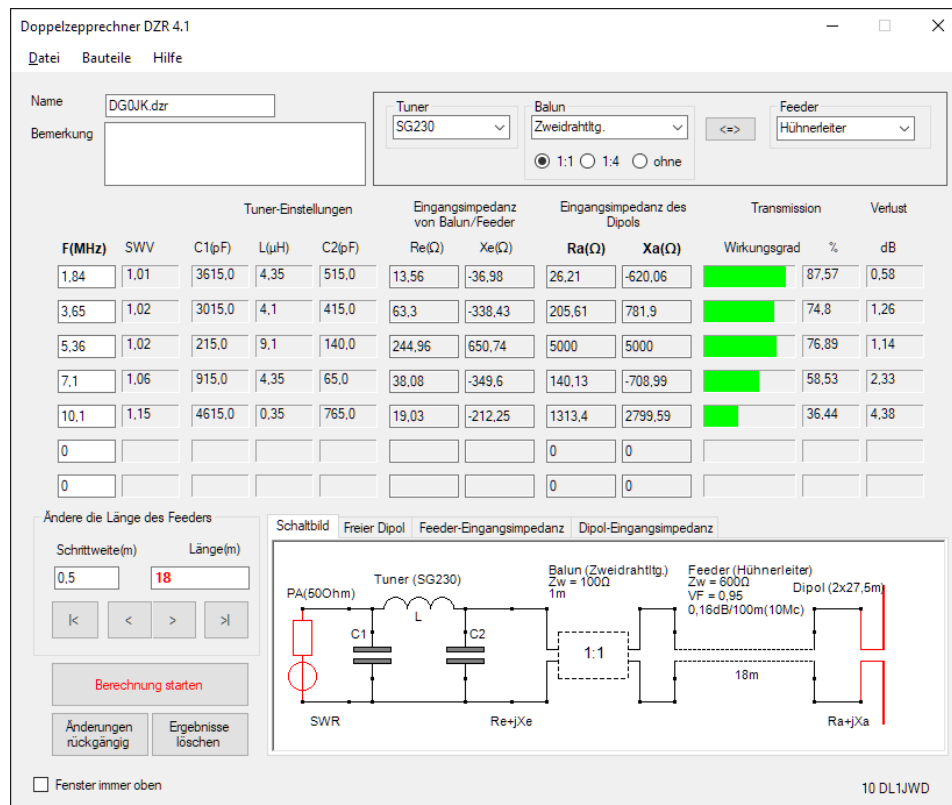 Doppelzepprechner DZR 4.1
Datei Bauteile Hilfe
Name DG0JK.dzr
Bemerkung
Tuner Balun Feeder
SG230 Zweidrahtltg. <=> Hühnerleiter
1:1 1:4 ohne
Tuner-Einstellungen Eingangsimpedanz von Balun/Feeder Eingangsimpedanz des Dipols Transmission Verlust
F(MHz) SWV C1(pF) L(µH) C2(pF) Re(Ω) Xe(Ω) Ra(Ω) Xa(Ω) Wirkungsgrad % dB
1,84 1,01 3615,0 4,35 515,0 13,56 -36,98 26,21 -620,06 87,57 0,58
3,65 1,02 3015,0 4,1 415,0 63,3 -338,43 205,61 781,9 74,8 1,26
5,36 1,02 215,0 9,1 140,0 244,96 650,74 5000 5000 76,89 1,14
7,1 1,06 915,0 4,35 65,0 38,08 -349,6 140,13 -708,99 58,53 2,33
10,1 1,15 4615,0 0,35 765,0 19,03 -212,25 1313,4 2799,59 36,44 4,38
0 0 0
0 0 0
Ändere die Länge des Feeders
Schrittweite(m) Länge(m)
0,5 18
|< < > >|
Berechnung starten
Änderungen rückgängig
Ergebnisse löschen
Fenster immer oben
Schaltbild Freier Dipol Feeder-Eingangsimpedanz Dipol-Eingangsimpedanz
PA(50Ohm)
Tuner (SG230)
L
C1
C2
Balun (Zweidrahtltg.)
Zw = 100Ω
1m
1:1
Feeder (Hühnerleiter)
Zw = 600Ω
VF = 0,95
0,16dB/100m(10Mc)
Dipol (2x27,5m)
18m
SWR Re+jXe Ra+jXa
10 DL1JWD